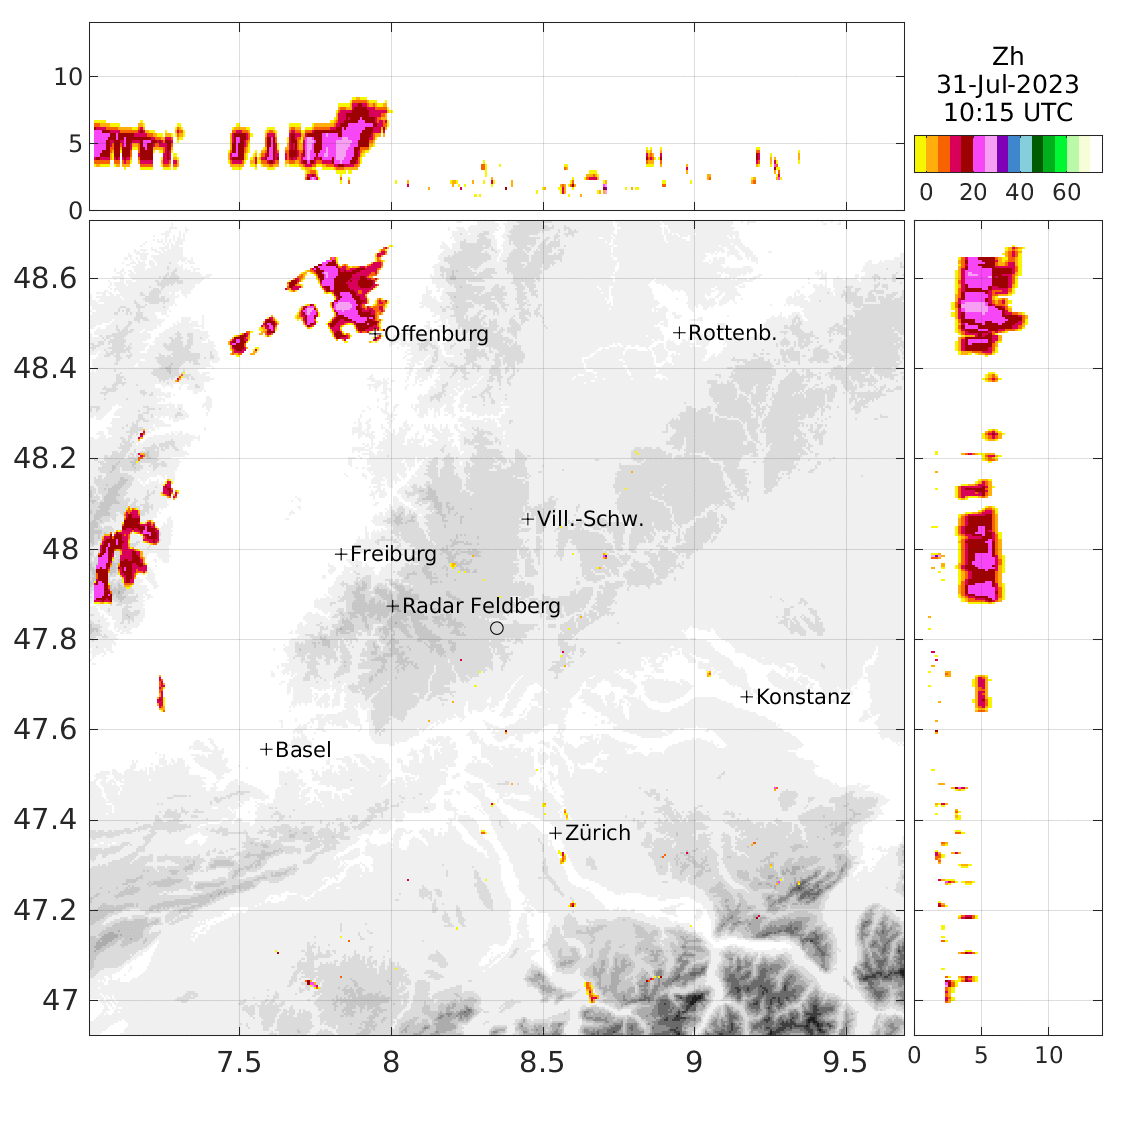 10
5
0
Zh
31-Jul-2023
10:15 UTC
0 20 40 60
48.6
48.4
48.2
48
47.8
47.6
47.4
47.2
47
Offenburg
Rottenb.
Vill.-Schw.
Freiburg
Radar Feldberg
Konstanz
Basel
Zürich
7.5 8 8.5 9 9.5
0 5 10